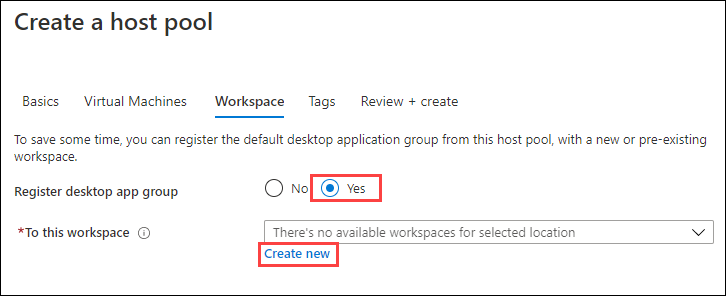 Create a host pool
Basics Virtual Machines Workspace Tags Review + create
To save some time, you can register the default desktop application group from this host pool, with a new or pre-existing
workspace.
Register desktop app group No Yes
*To this workspace There's no available workspaces for selected location
Create new